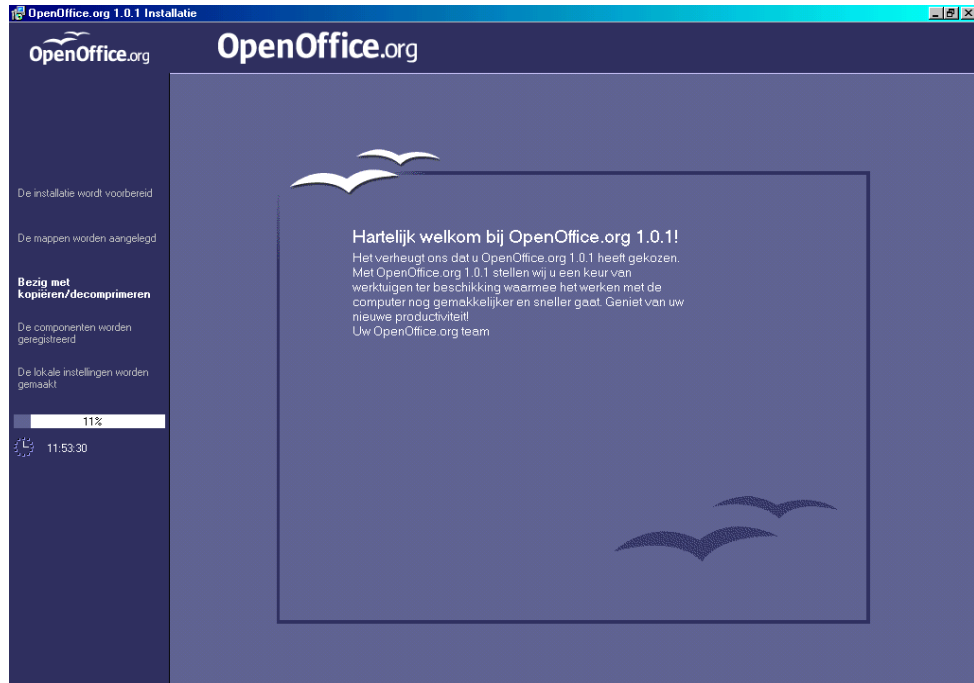 OpenOffice.org 1.0.1 Installatie
OpenOffice.org
OpenOffice.org
De installatie wordt voorbereid
De mappen worden aangelegd
Bezig met
kopiëren/decomprimeren
De componenten worden
geregistreerd
De lokale instellingen worden
gemaakt
11%
11:53:30
Hartelijk welkom bij OpenOffice.org 1.0.1!
Het verheugt ons dat u OpenOffice.org 1.0.1 heeft gekozen.
Met OpenOffice.org 1.0.1 stellen wij u een keur van
werktuigen ter beschikking waarmee het werken met de
computer nog gemakkelijker en sneller gaat. Geniet van uw
nieuwe productiviteit!
Uw OpenOffice.org team